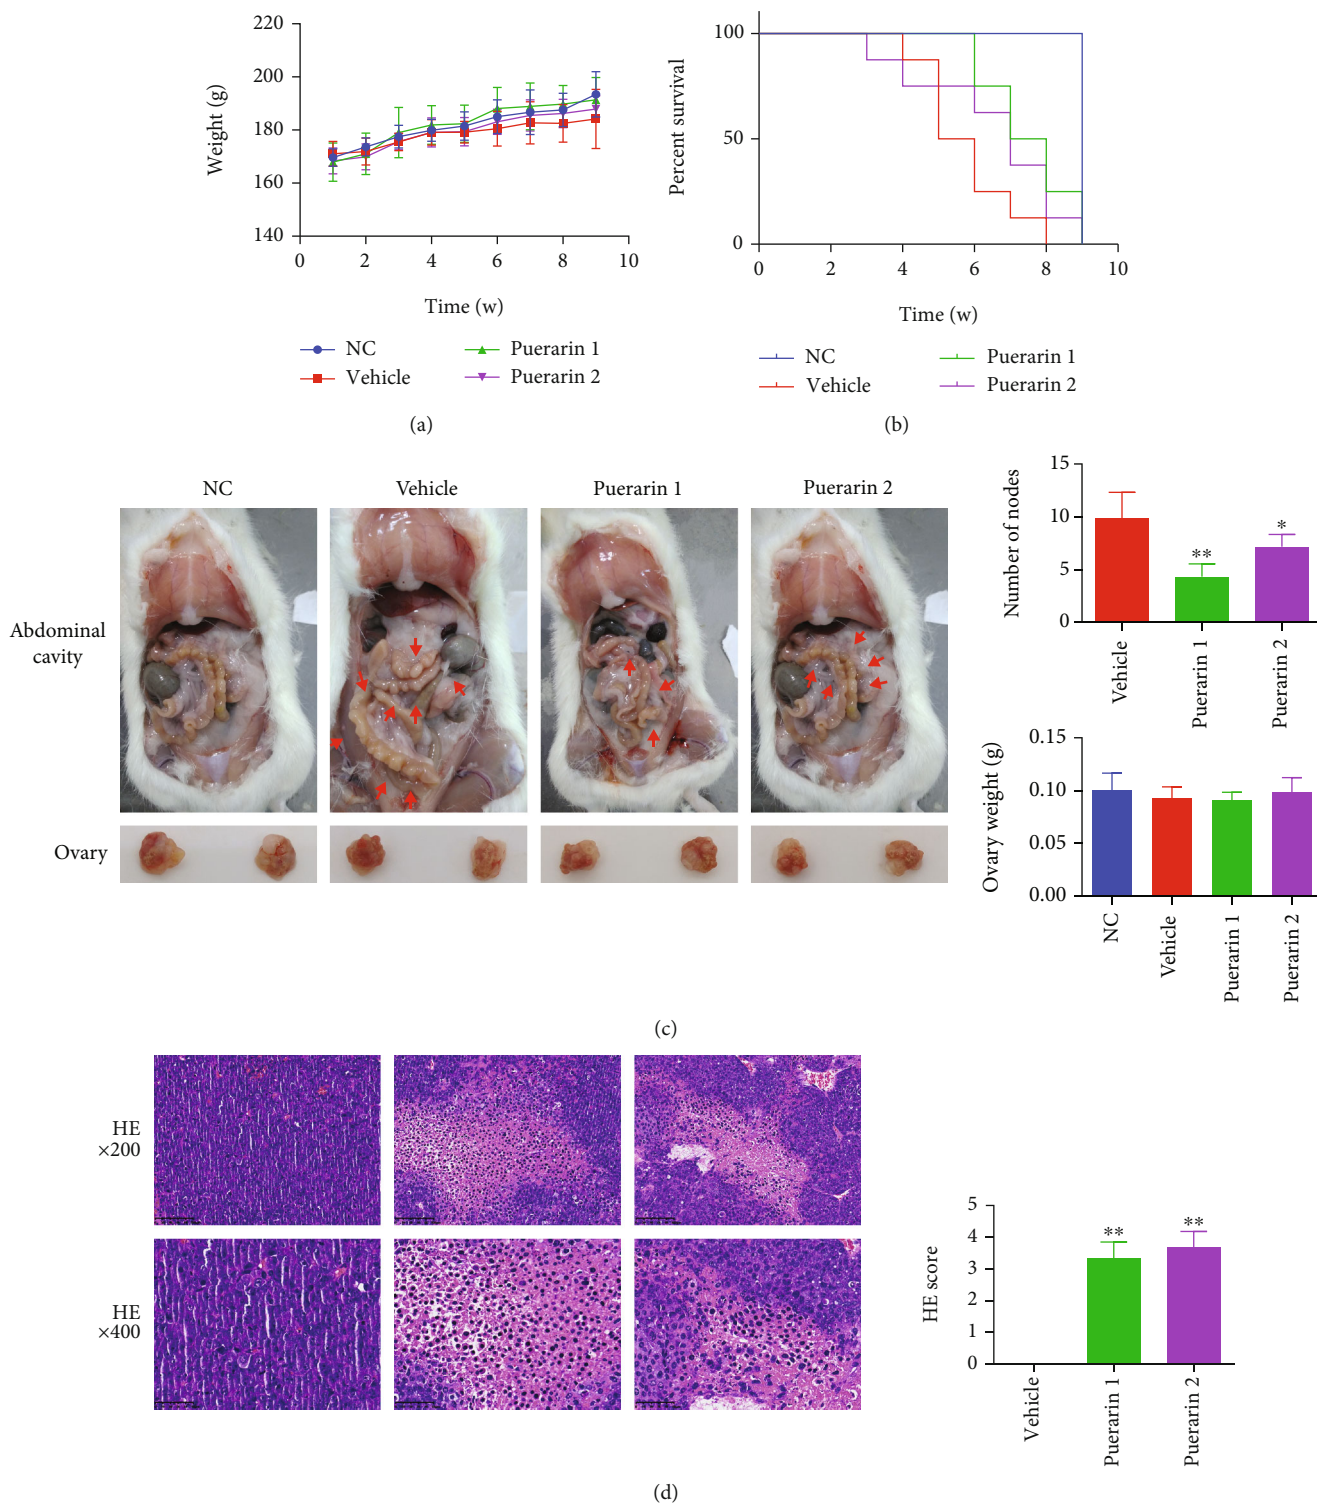 220
200
180
160
140
Weight (g)
0 2 4 6 8 10
Time (w)
NC
Vehicle
Puerarin 1
Puerarin 2
(a)
100
50
0
Percent survival
0 2 4 6 8 10
Time (w)
NC
Vehicle
Puerarin 1
Puerarin 2
(b)
NC Vehicle Puerarin 1 Puerarin 2
Abdominal
cavity
Ovary
15
10
5
0
Number of nodes
**
*
Vehicle
Puerarin 1
Puerarin 2
0.15
0.10
0.05
0.00
Ovary weight (g)
NC
Vehicle
Puerarin 1
Puerarin 2
(c)
HE
×200
HE
×400
5
4
3
2
1
0
HE score
**
**
Vehicle
Puerarin 1
Puerarin 2
(d)